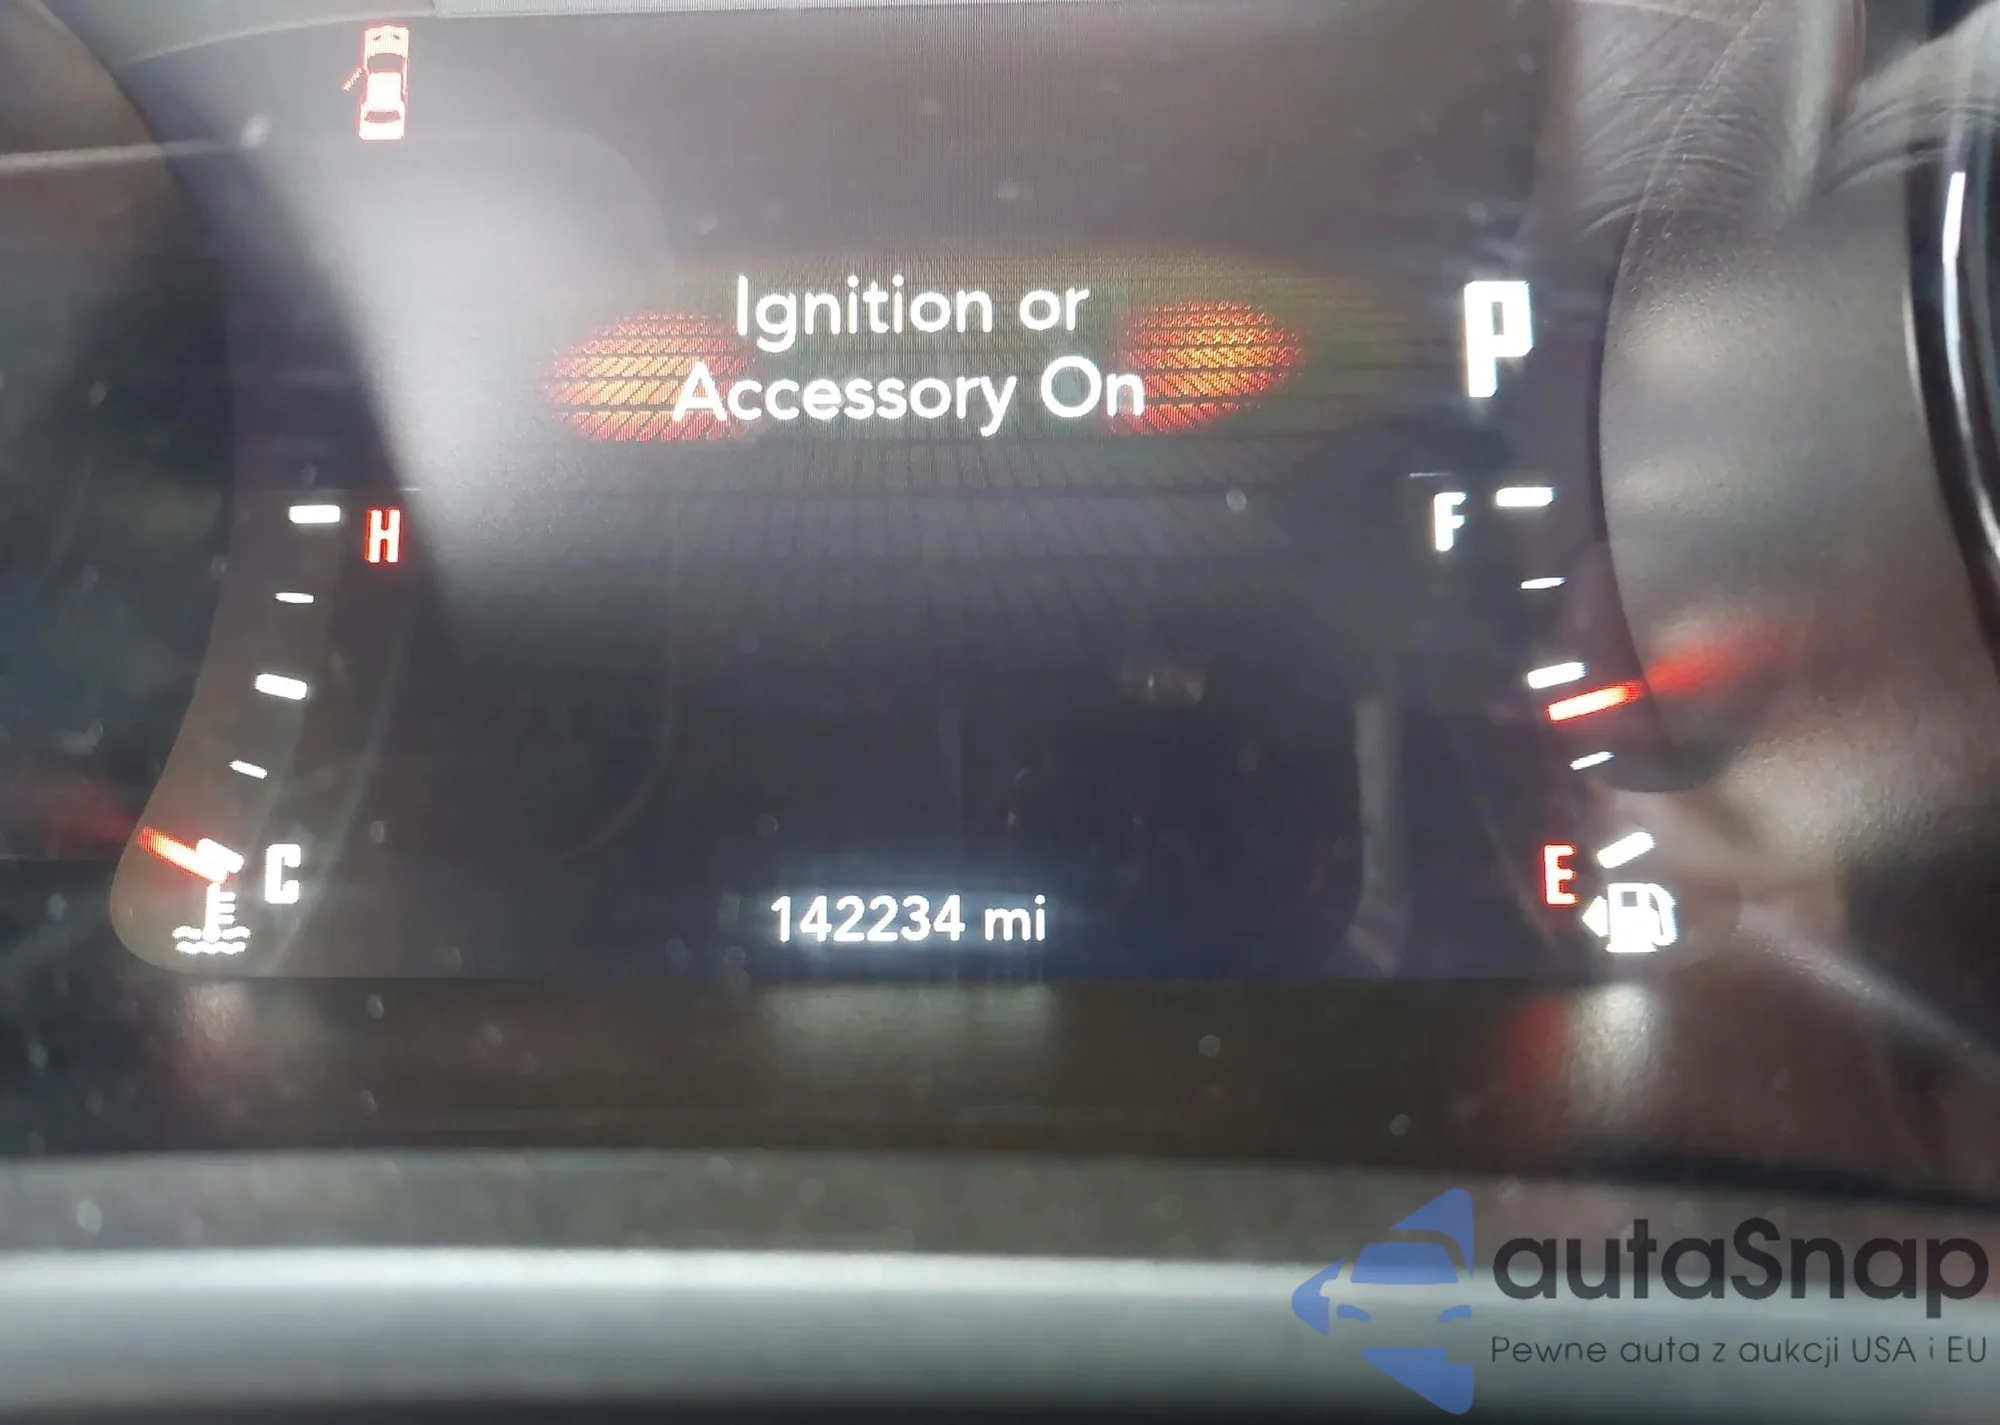 Ignition or
Accessory On
P
H
F
C
E
142234 mi
autaSnap
Pewne auta z aukcji USA i EU